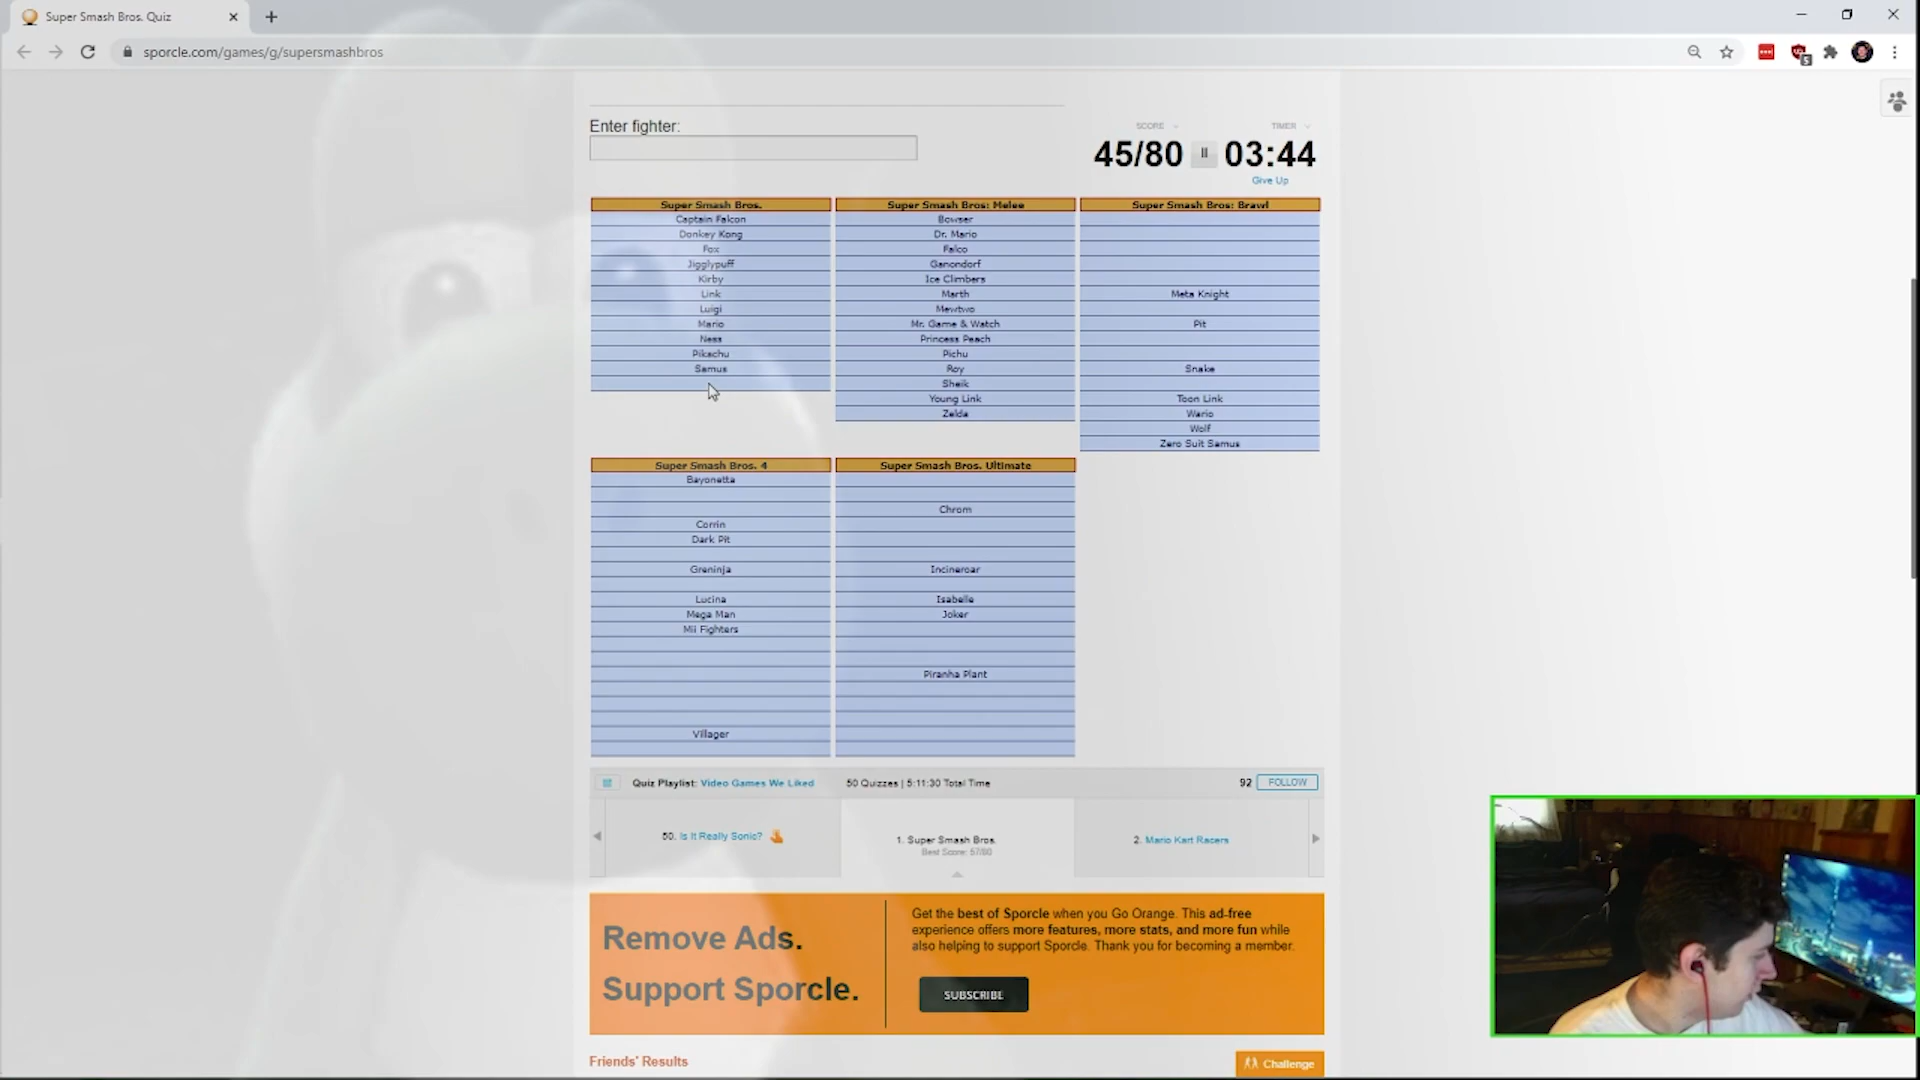 Super Smash Bros. Quiz
sporcle.com/games/g/supersmashbros
5
Enter fighter:
SCORE
TIMER
45/80
03:44
Give Up
Super Smash Bros.
Captain Falcon
Donkey Kong
Fox
Jigglypuff
Kirby
Link
Luigi
Mario
Ness
Pikachu
Samus
Super Smash Bros: Melee
Bowser
Dr. Mario
Falco
Ganondorf
Ice Climbers
Marth
Mewtwo
Mr. Game & Watch
Princess Peach
Pichu
Roy
Sheik
Young Link
Zelda
Super Smash Bros: Brawl
Meta Knight
Pit
Snake
Toon Link
Wario
Wolf
Zero Suit Samus
Super Smash Bros. 4
Bayonetta
Corrin
Dark Pit
Greninja
Lucina
Mega Man
Mii Fighters
Villager
Super Smash Bros. Ultimate
Chrom
Incineroar
Isabelle
Joker
Piranha Plant
Quiz Playlist: Video Games We Liked 50 Quizzes | 5:11:30 Total Time 92 FOLLOW
50. Is It Really Sonic?
1. Super Smash Bros.
Best Score: 57/80
2. Mario Kart Racers
Remove Ads.
Support Sporcle.
Get the best of Sporcle when you Go Orange. This ad-free
experience offers more features, more stats, and more fun while
also helping to support Sporcle. Thank you for becoming a member.
SUBSCRIBE
Friends' Results
Challenge